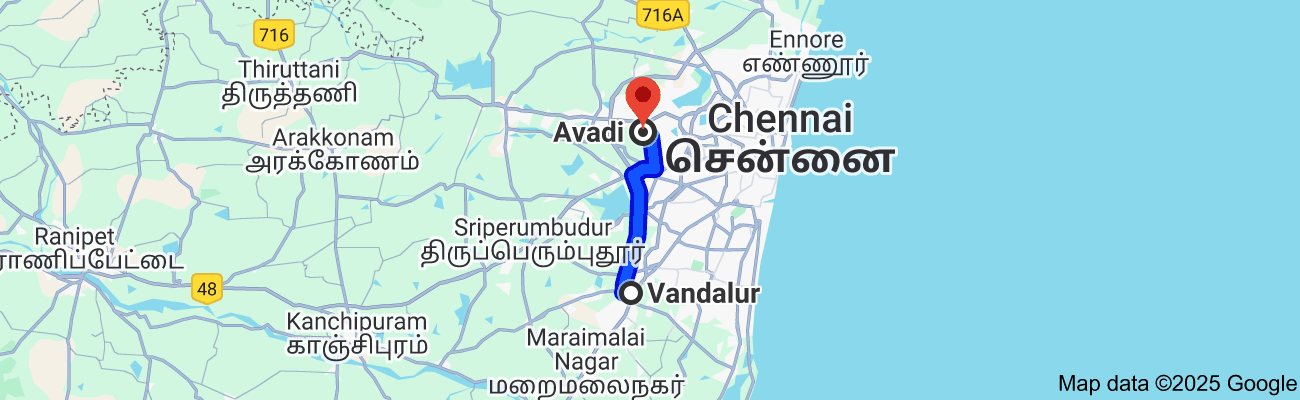 716A
716
Ennore
எண்ணூர்
Thiruttani
திருத்தணி
Chennai
சென்னை
Avadi
Arakkonam
அரக்கோணம்
Sriperumbudur
திருப்பெரும்புதூர்
Ranipet
ராணிப்பேட்டை
48
Vandalur
Kanchipuram
காஞ்சிபுரம்
Maraimalai
Nagar
மறைமலைநகர்
Map data ©2025 Google